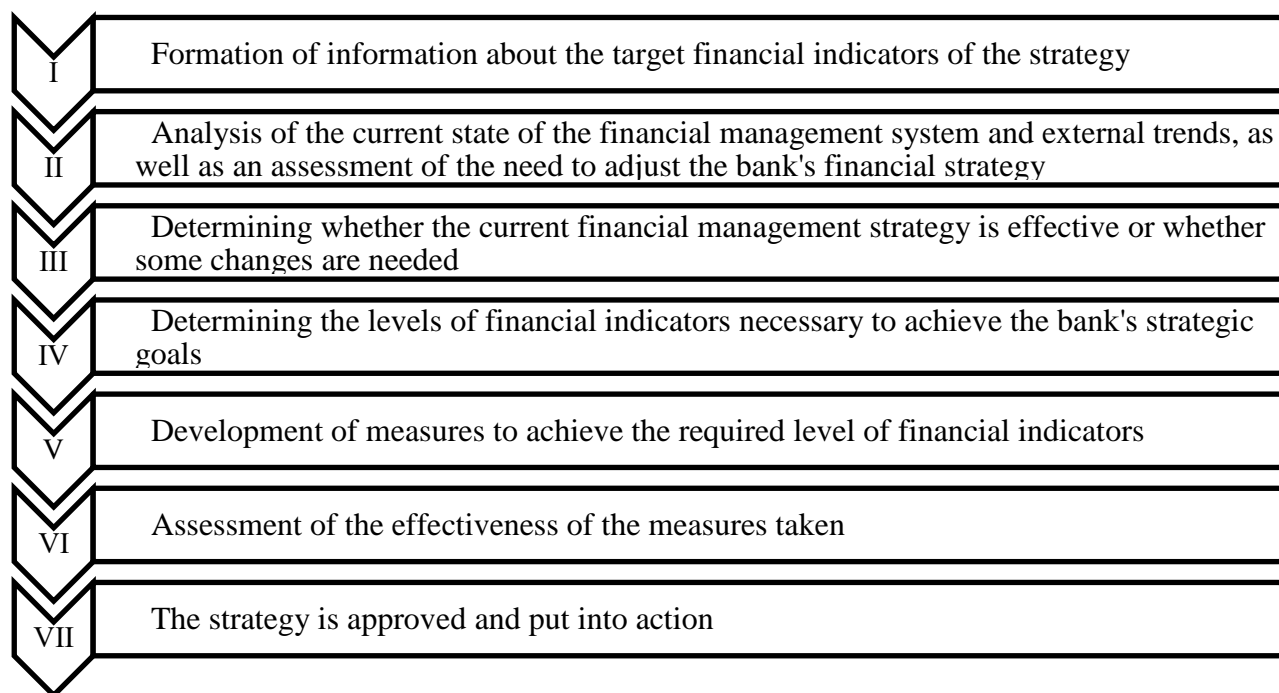 I
Formation of information about the target financial indicators of the strategy
II
Analysis of the current state of the financial management system and external trends, as
well as an assessment of the need to adjust the bank's financial strategy
III
Determining whether the current financial management strategy is effective or whether
some changes are needed
IV
Determining the levels of financial indicators necessary to achieve the bank's strategic
goals
V
Development of measures to achieve the required level of financial indicators
VI
Assessment of the effectiveness of the measures taken
VII
The strategy is approved and put into action